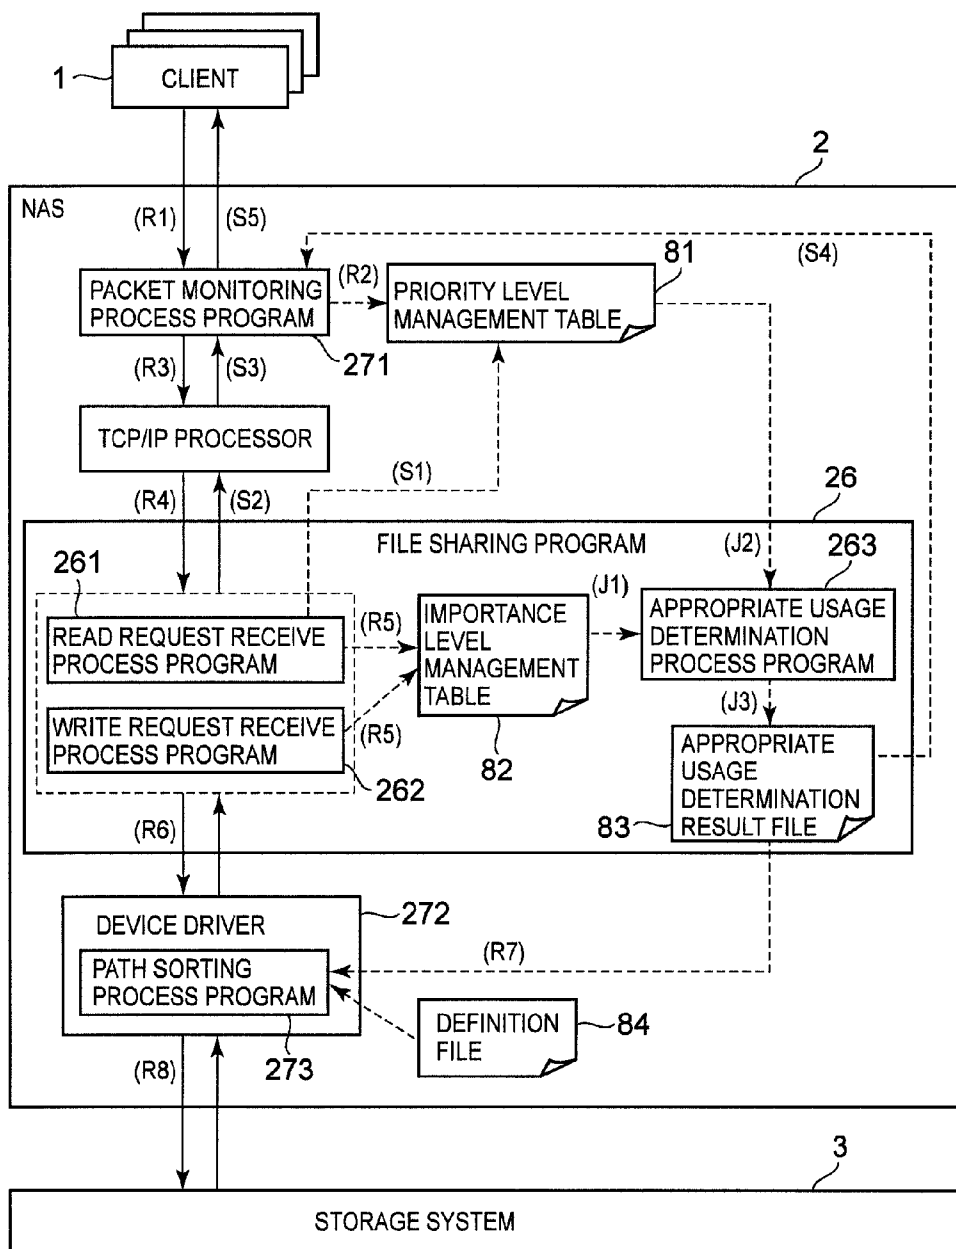 1
CLIENT
2
NAS
(R1)
(S5)
(S4)
81
(R2)
PACKET MONITORING
PROCESS PROGRAM
PRIORITY LEVEL
MANAGEMENT TABLE
271
(R3)
(S3)
TCP/IP PROCESSOR
(S1)
(R4)
(S2)
26
FILE SHARING PROGRAM
(J2)
263
261
(J1)
READ REQUEST RECEIVE
PROCESS PROGRAM
(R5)
IMPORTANCE
LEVEL
MANAGEMENT
TABLE
APPROPRIATE USAGE
DETERMINATION
PROCESS PROGRAM
(J3)
WRITE REQUEST RECEIVE
PROCESS PROGRAM
(R5)
262
82
APPROPRIATE
USAGE
DETERMINATION
RESULT FILE
83
(R6)
272
DEVICE DRIVER
(R7)
PATH SORTING
PROCESS PROGRAM
273
DEFINITION
FILE
84
(R8)
3
STORAGE SYSTEM